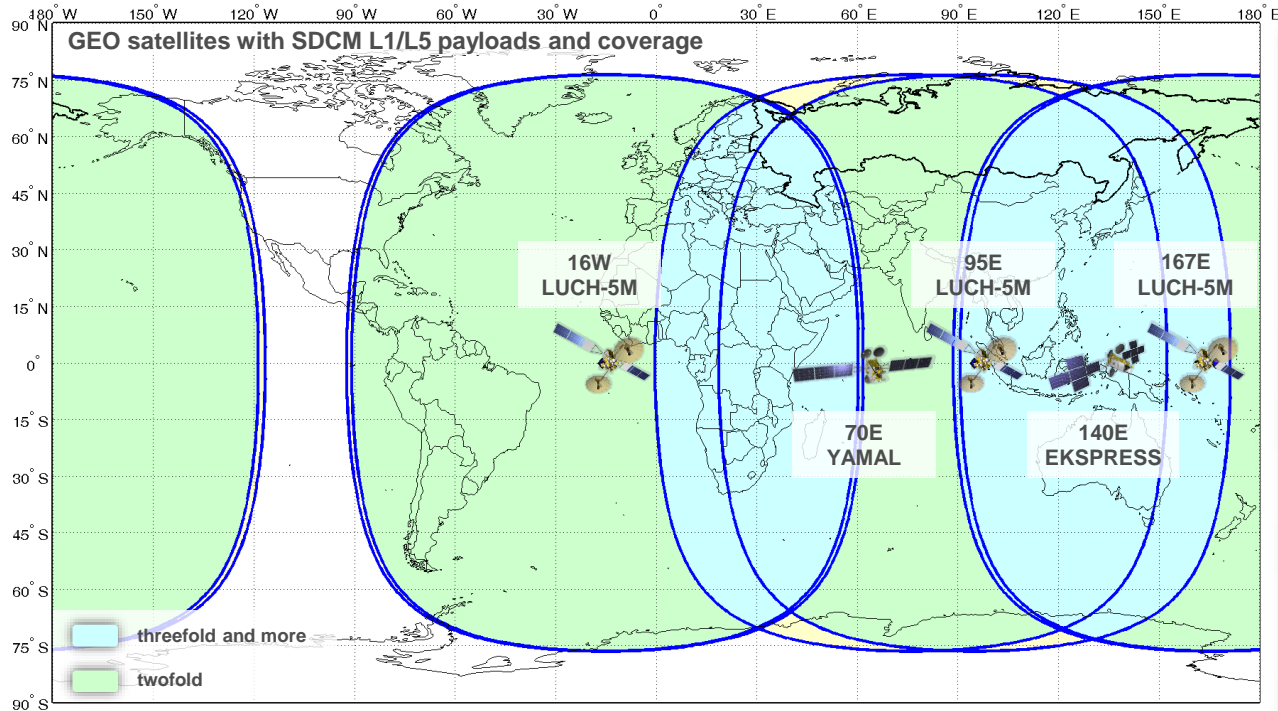 180° W 150° W 120° W 90° W 60° W 30° W 0° 30° E 60° E 90° E 120° E 150° E 180° E
90° N
GEO satellites with SDCM L1/L5 payloads and coverage
75° N
60° N
45° N
30° N
16W
LUCH-5M
95E
LUCH-5M
167E
LUCH-5M
15° N
0°
15° S
70E
YAMAL
140E
EKSPRESS
30° S
45° S
60° S
threefold and more
75° S
twofold
90° S